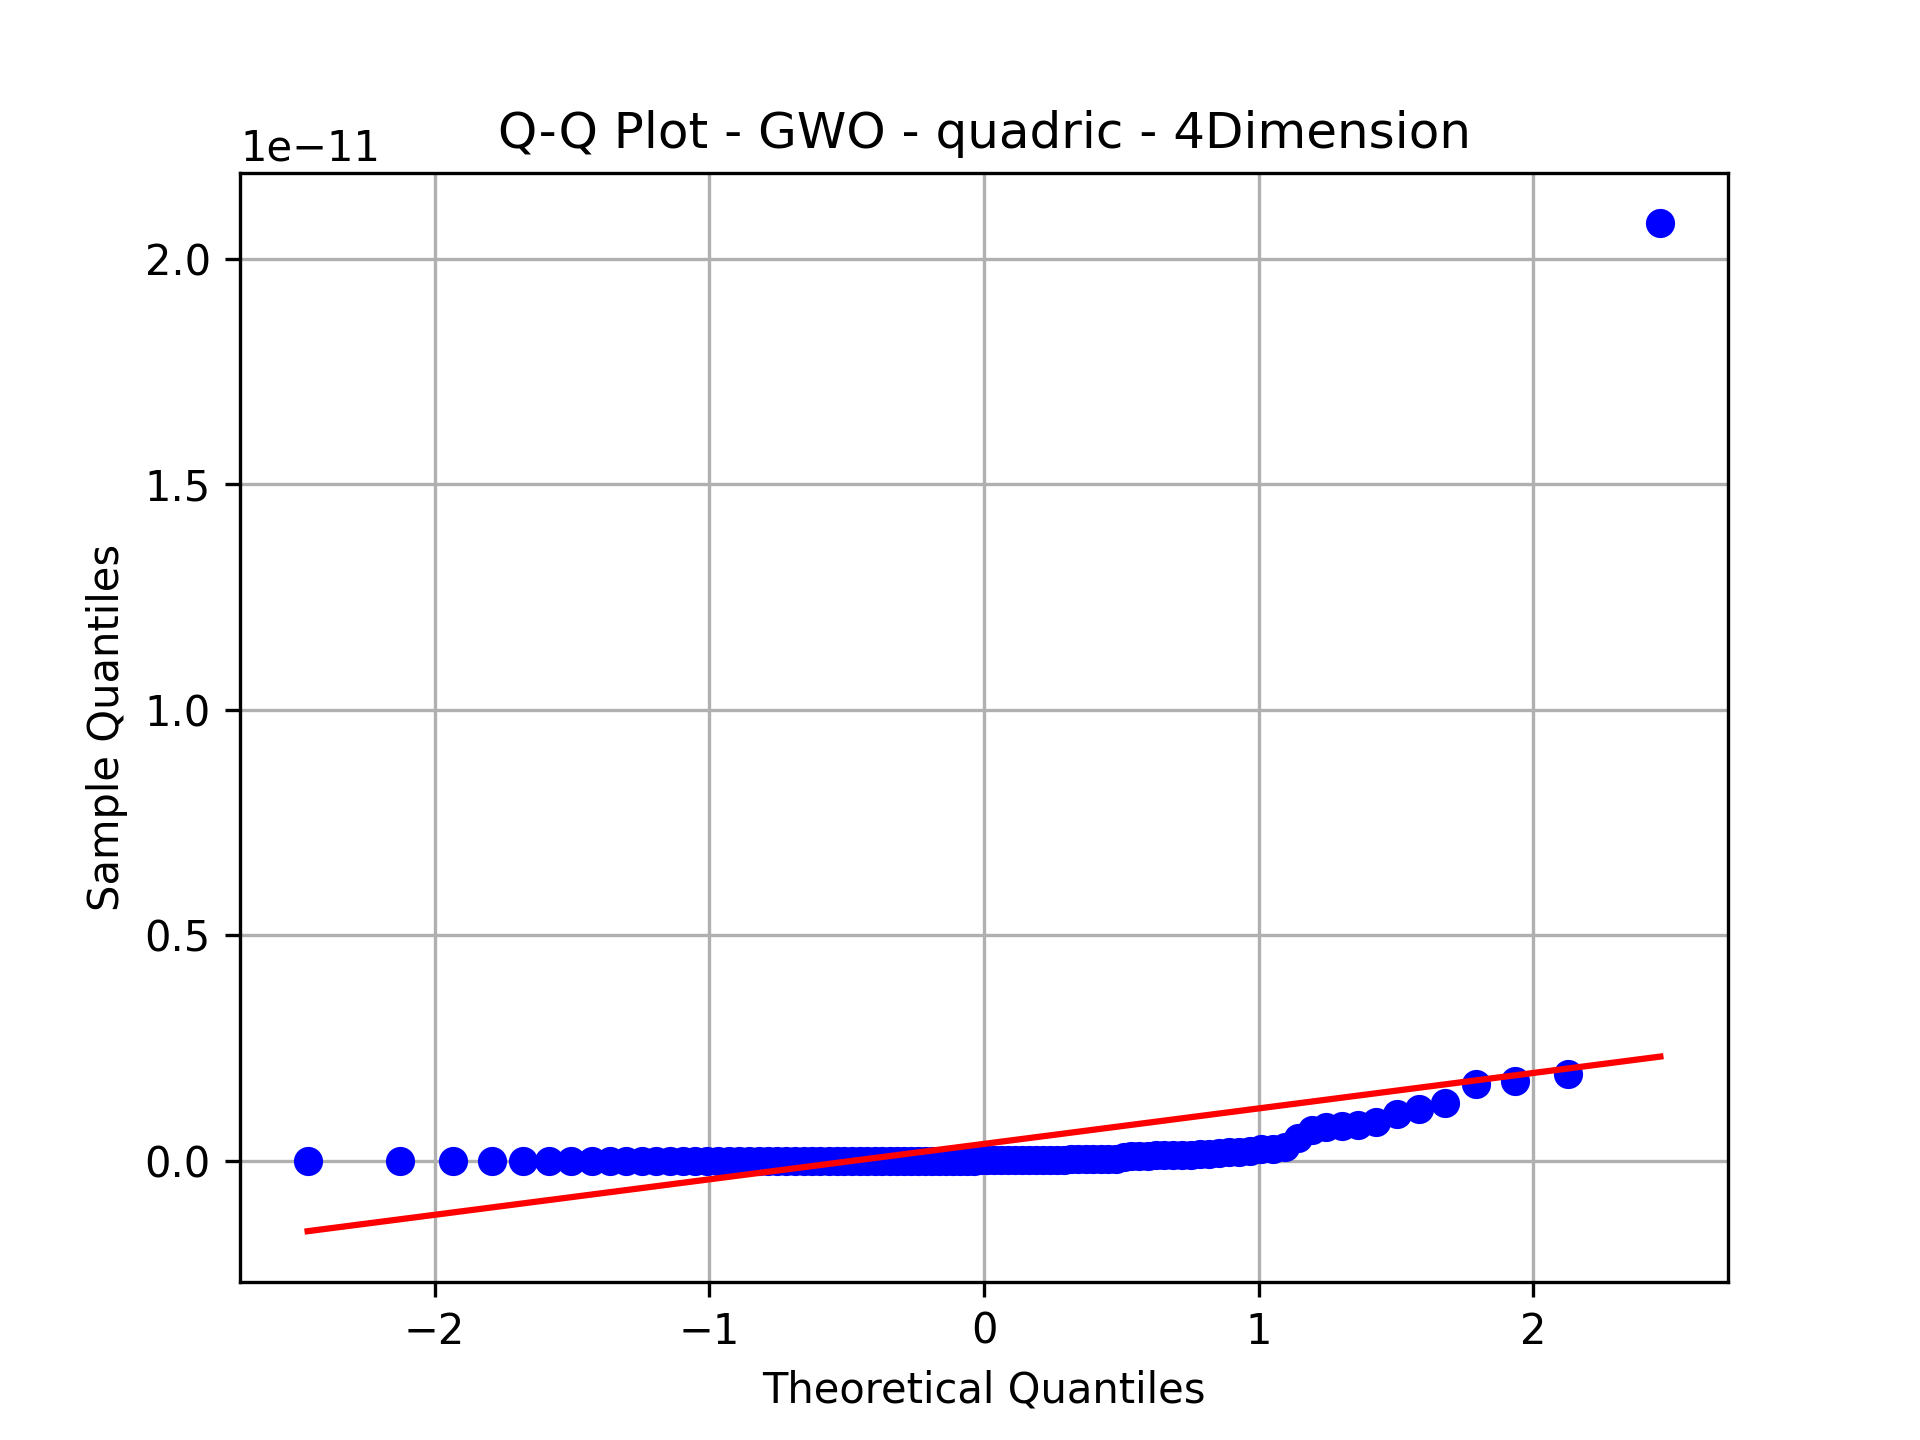 Q-Q Plot - GWO - quadric - 4Dimension
1e−11
2.0
1.5
1.0
0.5
0.0
Sample Quantiles
−2 −1 0 1 2
Theoretical Quantiles